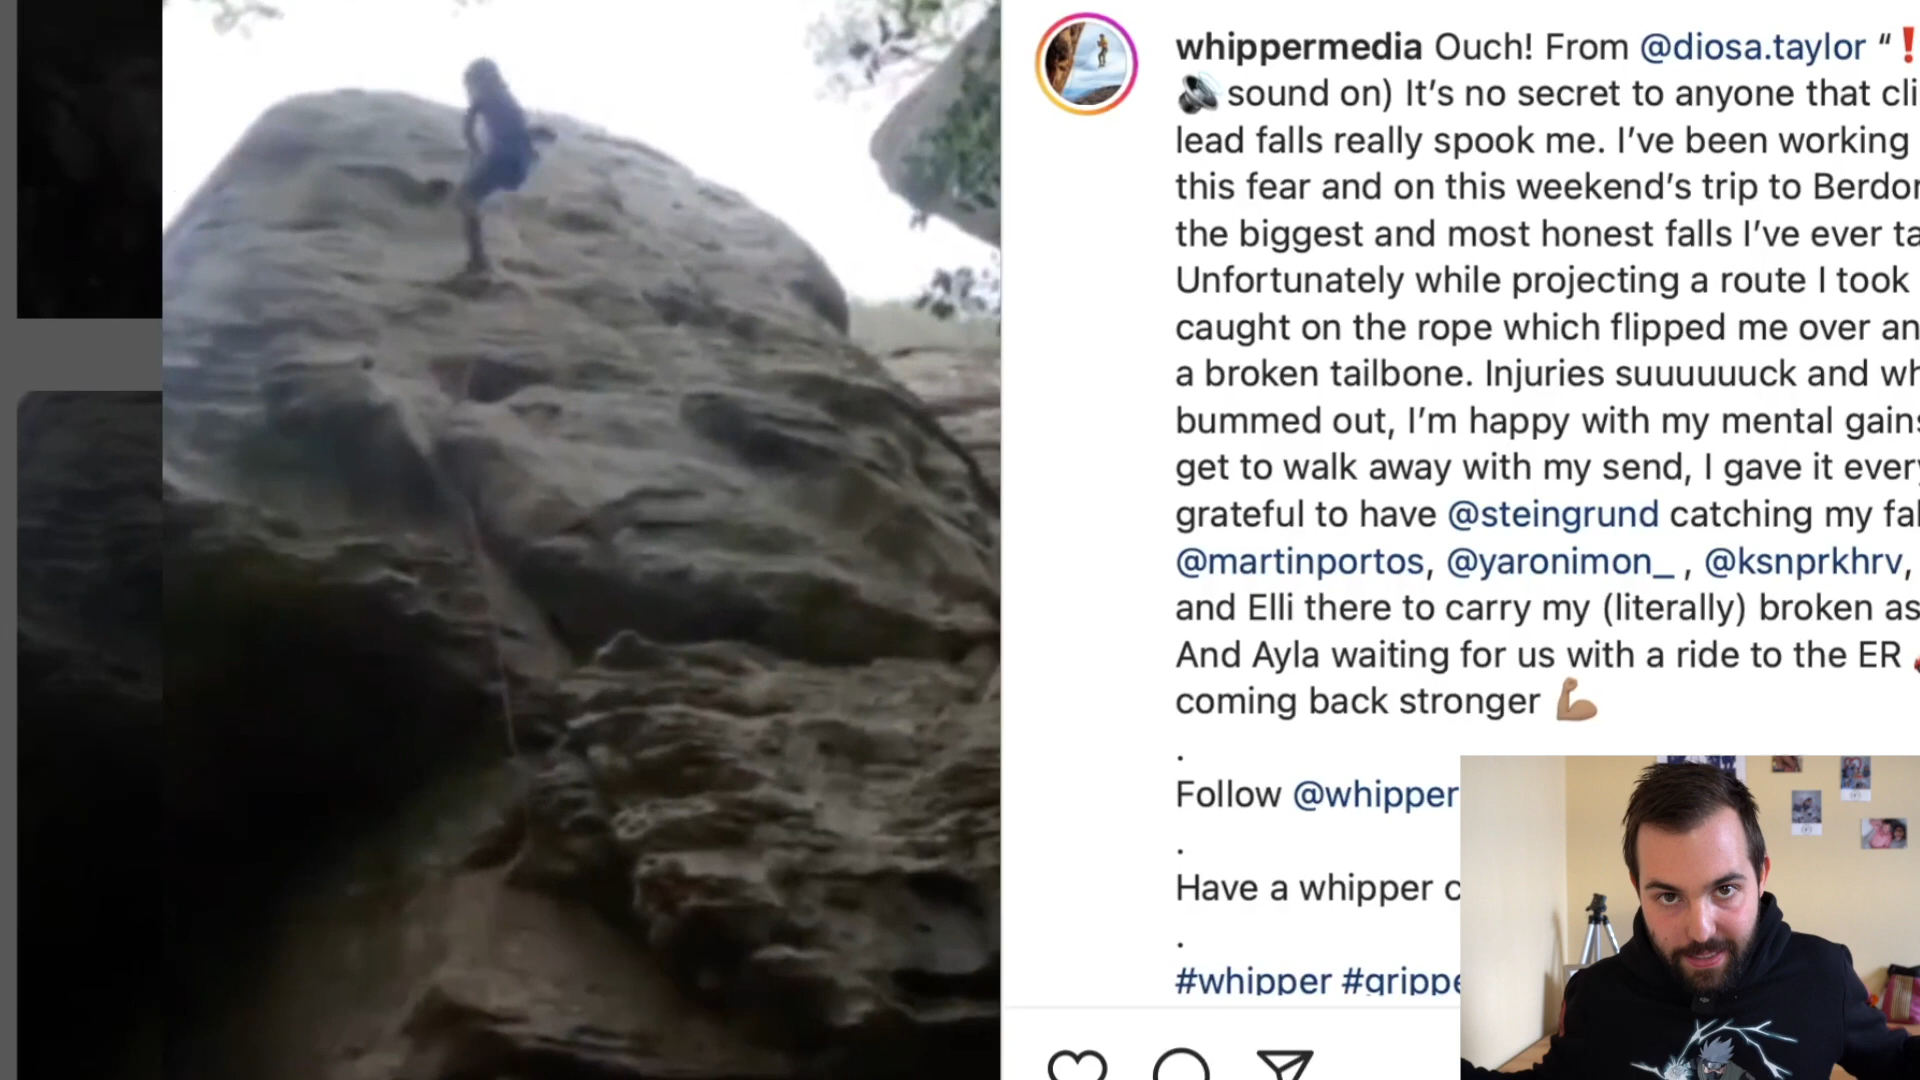 whippermedia Ouch! From @diosa.taylor “❗
🔊 sound on) It’s no secret to anyone that cli
lead falls really spook me. I’ve been working
this fear and on this weekend’s trip to Berdor
the biggest and most honest falls I’ve ever ta
Unfortunately while projecting a route I took
caught on the rope which flipped me over an
a broken tailbone. Injuries suuuuuuck and wh
bummed out, I’m happy with my mental gains
get to walk away with my send, I gave it every
grateful to have @steingrund catching my fal
@martinportos, @yaronimon_ , @ksnprkhrv,
and Elli there to carry my (literally) broken as
And Ayla waiting for us with a ride to the ER
coming back stronger 💪🏽
.
Follow @whipper
.
Have a whipper c
.
#whipper #grippe